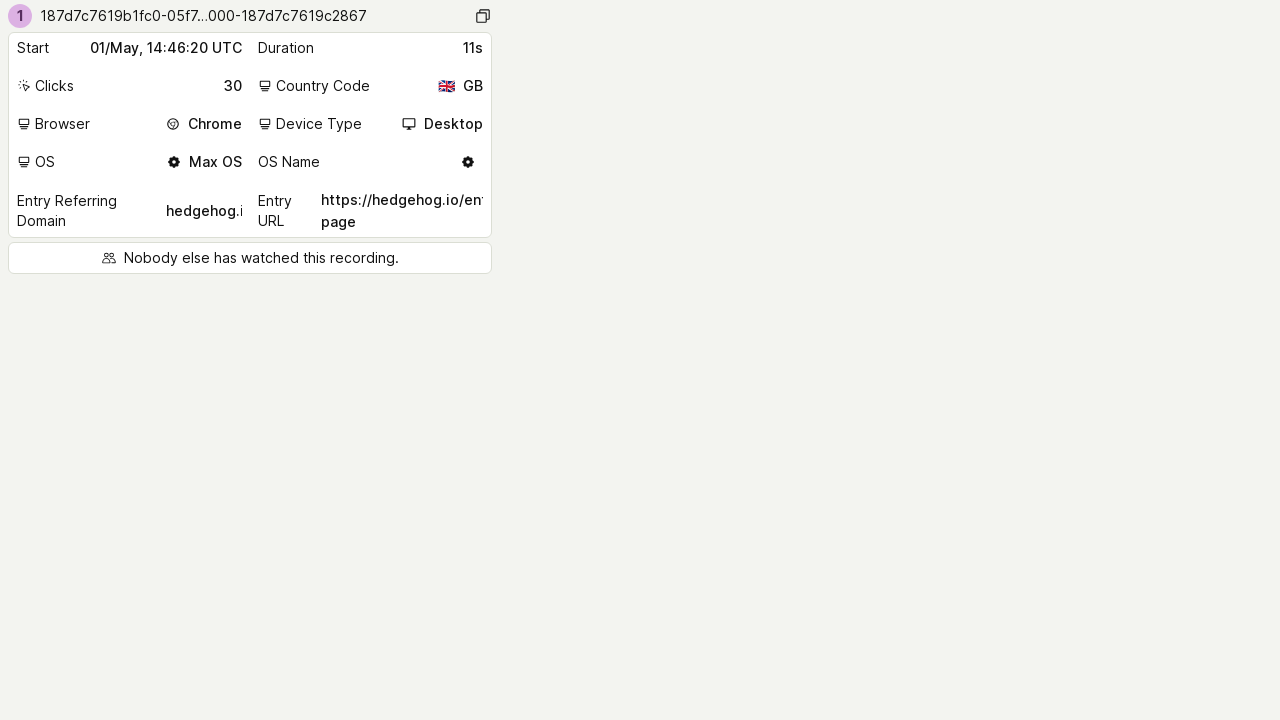 1 187d7c7619b1fc0-05f7…000-187d7c7619c2867
Start 01/May, 14:46:20 UTC Duration 11s
Clicks 30 Country Code 🇬🇧 GB
Browser Chrome Device Type Desktop
OS Max OS OS Name
Entry Referring Domain hedgehog.i Entry URL https://hedgehog.io/ent
page
Nobody else has watched this recording.